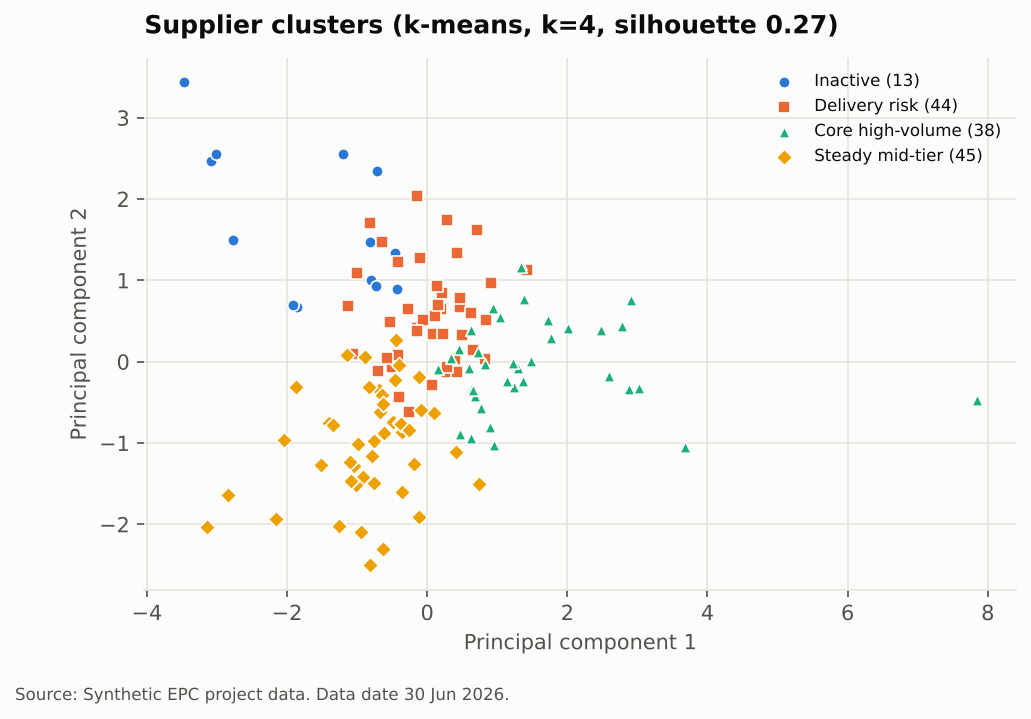 Supplier clusters (k-means, k=4, silhouette 0.27)
Inactive (13)
Delivery risk (44)
Core high-volume (38)
Steady mid-tier (45)
Principal component 2
3
2
1
0
−1
−2
−4
−2
0
2
4
6
8
Principal component 1
Source: Synthetic EPC project data. Data date 30 Jun 2026.